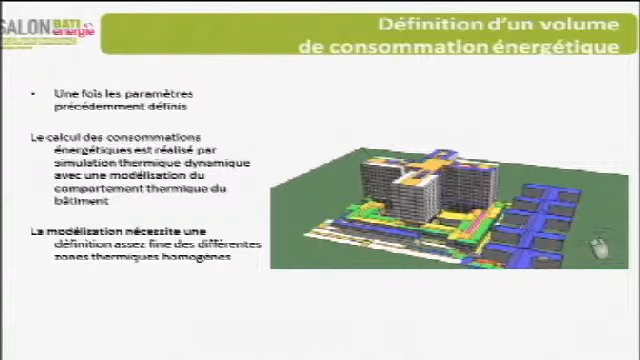 SALON BATI
énergie
Définition d'un volume
de consommation énergétique
• Une fois les paramètres
précédemment définis
Le calcul des consommations
énergétiques est réalisé par
simulation thermique dynamique
avec une modélisation du
comportement thermique du
bâtiment
La modélisation nécessite une
définition assez fine des différentes
zones thermiques homogènes